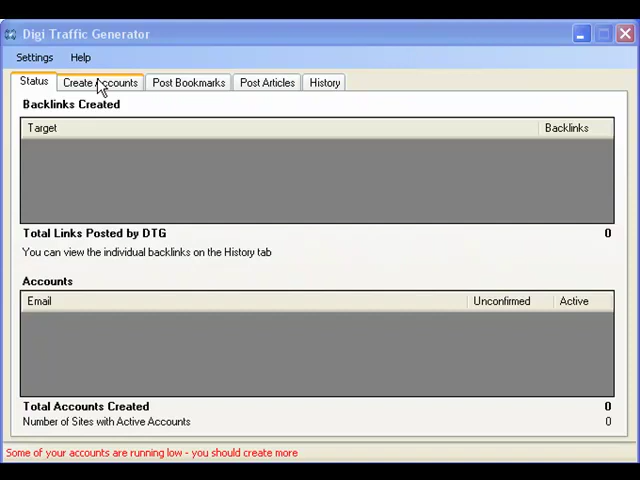 Digi Traffic Generator
Settings Help
Status Create Accounts Post Bookmarks Post Articles History
Backlinks Created
Target Backlinks
Total Links Posted by DTG 0
You can view the individual backlinks on the History tab
Accounts
Email Unconfirmed Active
Total Accounts Created 0
Number of Sites with Active Accounts 0
Some of your accounts are running low - you should create more